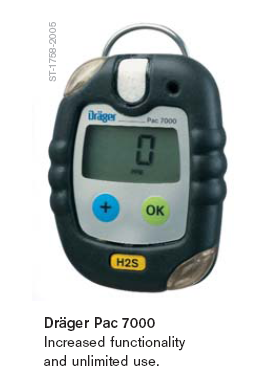 ST-1758-2005
Dräger
Pac 7000
0
ppm
+
OK
H2S
Dräger Pac 7000
Increased functionality
and unlimited use.